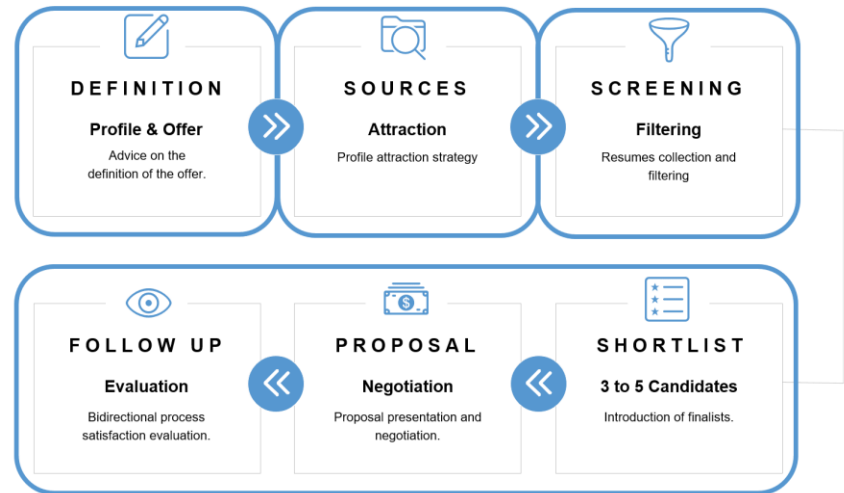 DEFINITION
Profile & Offer
Advice on the
definition of the offer.
SOURCES
Attraction
Profile attraction strategy
SCREENING
Filtering
Resumes collection and
filtering
FOLLOW UP
Evaluation
Bidirectional process
satisfaction evaluation.
PROPOSAL
Negotiation
Proposal presentation and
negotiation.
SHORTLIST
3 to 5 Candidates
Introduction of finalists.